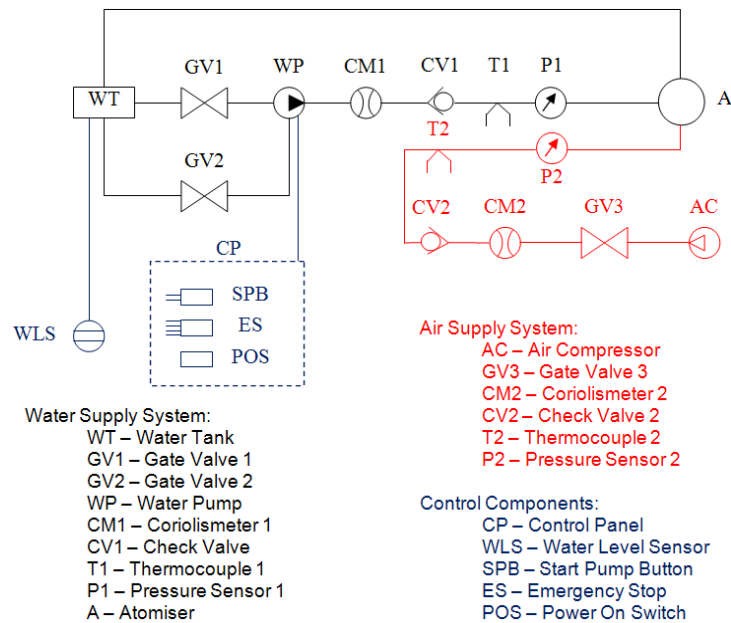 GV1 WP CM1 CV1 T1 P1
WT A
T2
GV2 P2
CV2 CM2 GV3 AC
CP
SPB
WLS ES
POS
Air Supply System:
AC – Air Compressor
GV3 – Gate Valve 3
CM2 – Coriolismeter 2
CV2 – Check Valve 2
T2 – Thermocouple 2
P2 – Pressure Sensor 2
Water Supply System:
WT – Water Tank
GV1 – Gate Valve 1
GV2 – Gate Valve 2
WP – Water Pump
CM1 – Coriolismeter 1
CV1 – Check Valve
T1 – Thermocouple 1
P1 – Pressure Sensor 1
A – Atomiser
Control Components:
CP – Control Panel
WLS – Water Level Sensor
SPB – Start Pump Button
ES – Emergency Stop
POS – Power On Switch